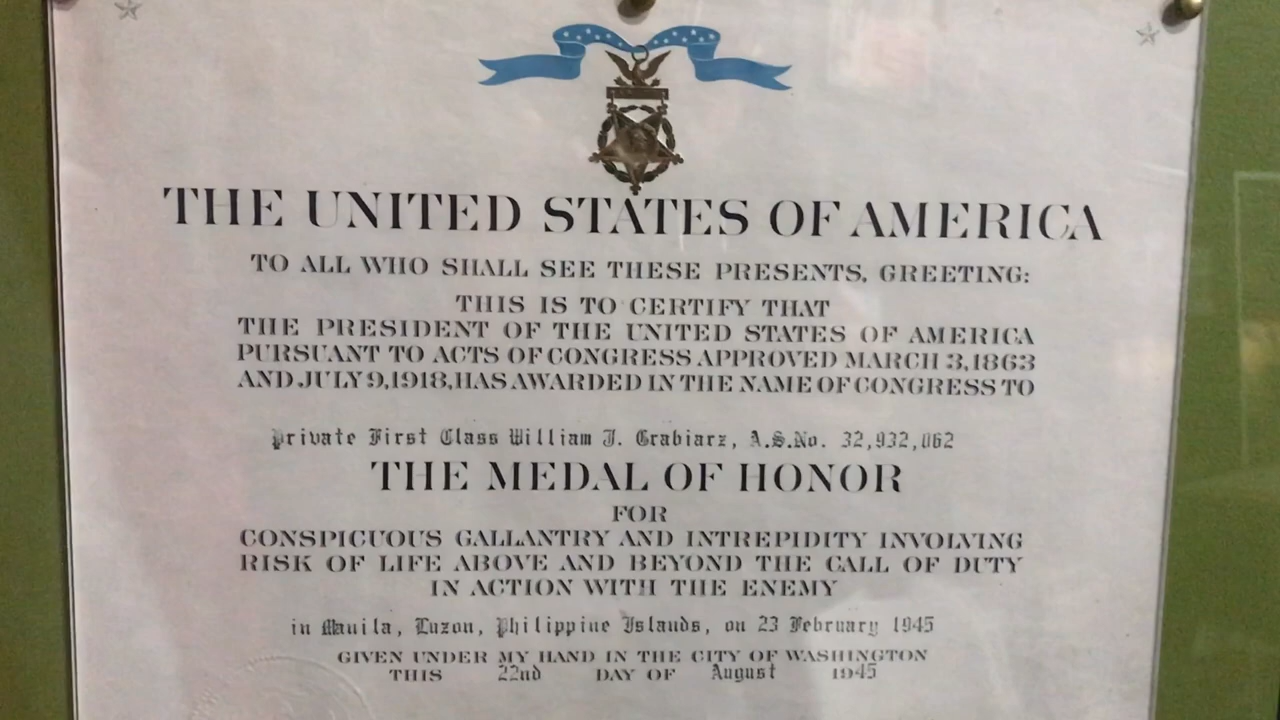 THE UNITED STATES OF AMERICA
TO ALL WHO SHALL SEE THESE PRESENTS, GREETING:
THIS IS TO CERTIFY THAT
THE PRESIDENT OF THE UNITED STATES OF AMERICA
PURSUANT TO ACTS OF CONGRESS APPROVED MARCH 3, 1863
AND JULY 9, 1918, HAS AWARDED IN THE NAME OF CONGRESS TO
Private First Class William J. Grabiarz, A.S.No. 32,932,062
THE MEDAL OF HONOR
FOR
CONSPICUOUS GALLANTRY AND INTREPIDITY INVOLVING
RISK OF LIFE ABOVE AND BEYOND THE CALL OF DUTY
IN ACTION WITH THE ENEMY
in Manila, Luzon, Philippine Islands, on 23 February 1945
GIVEN UNDER MY HAND IN THE CITY OF WASHINGTON
THIS 22nd DAY OF August 1945